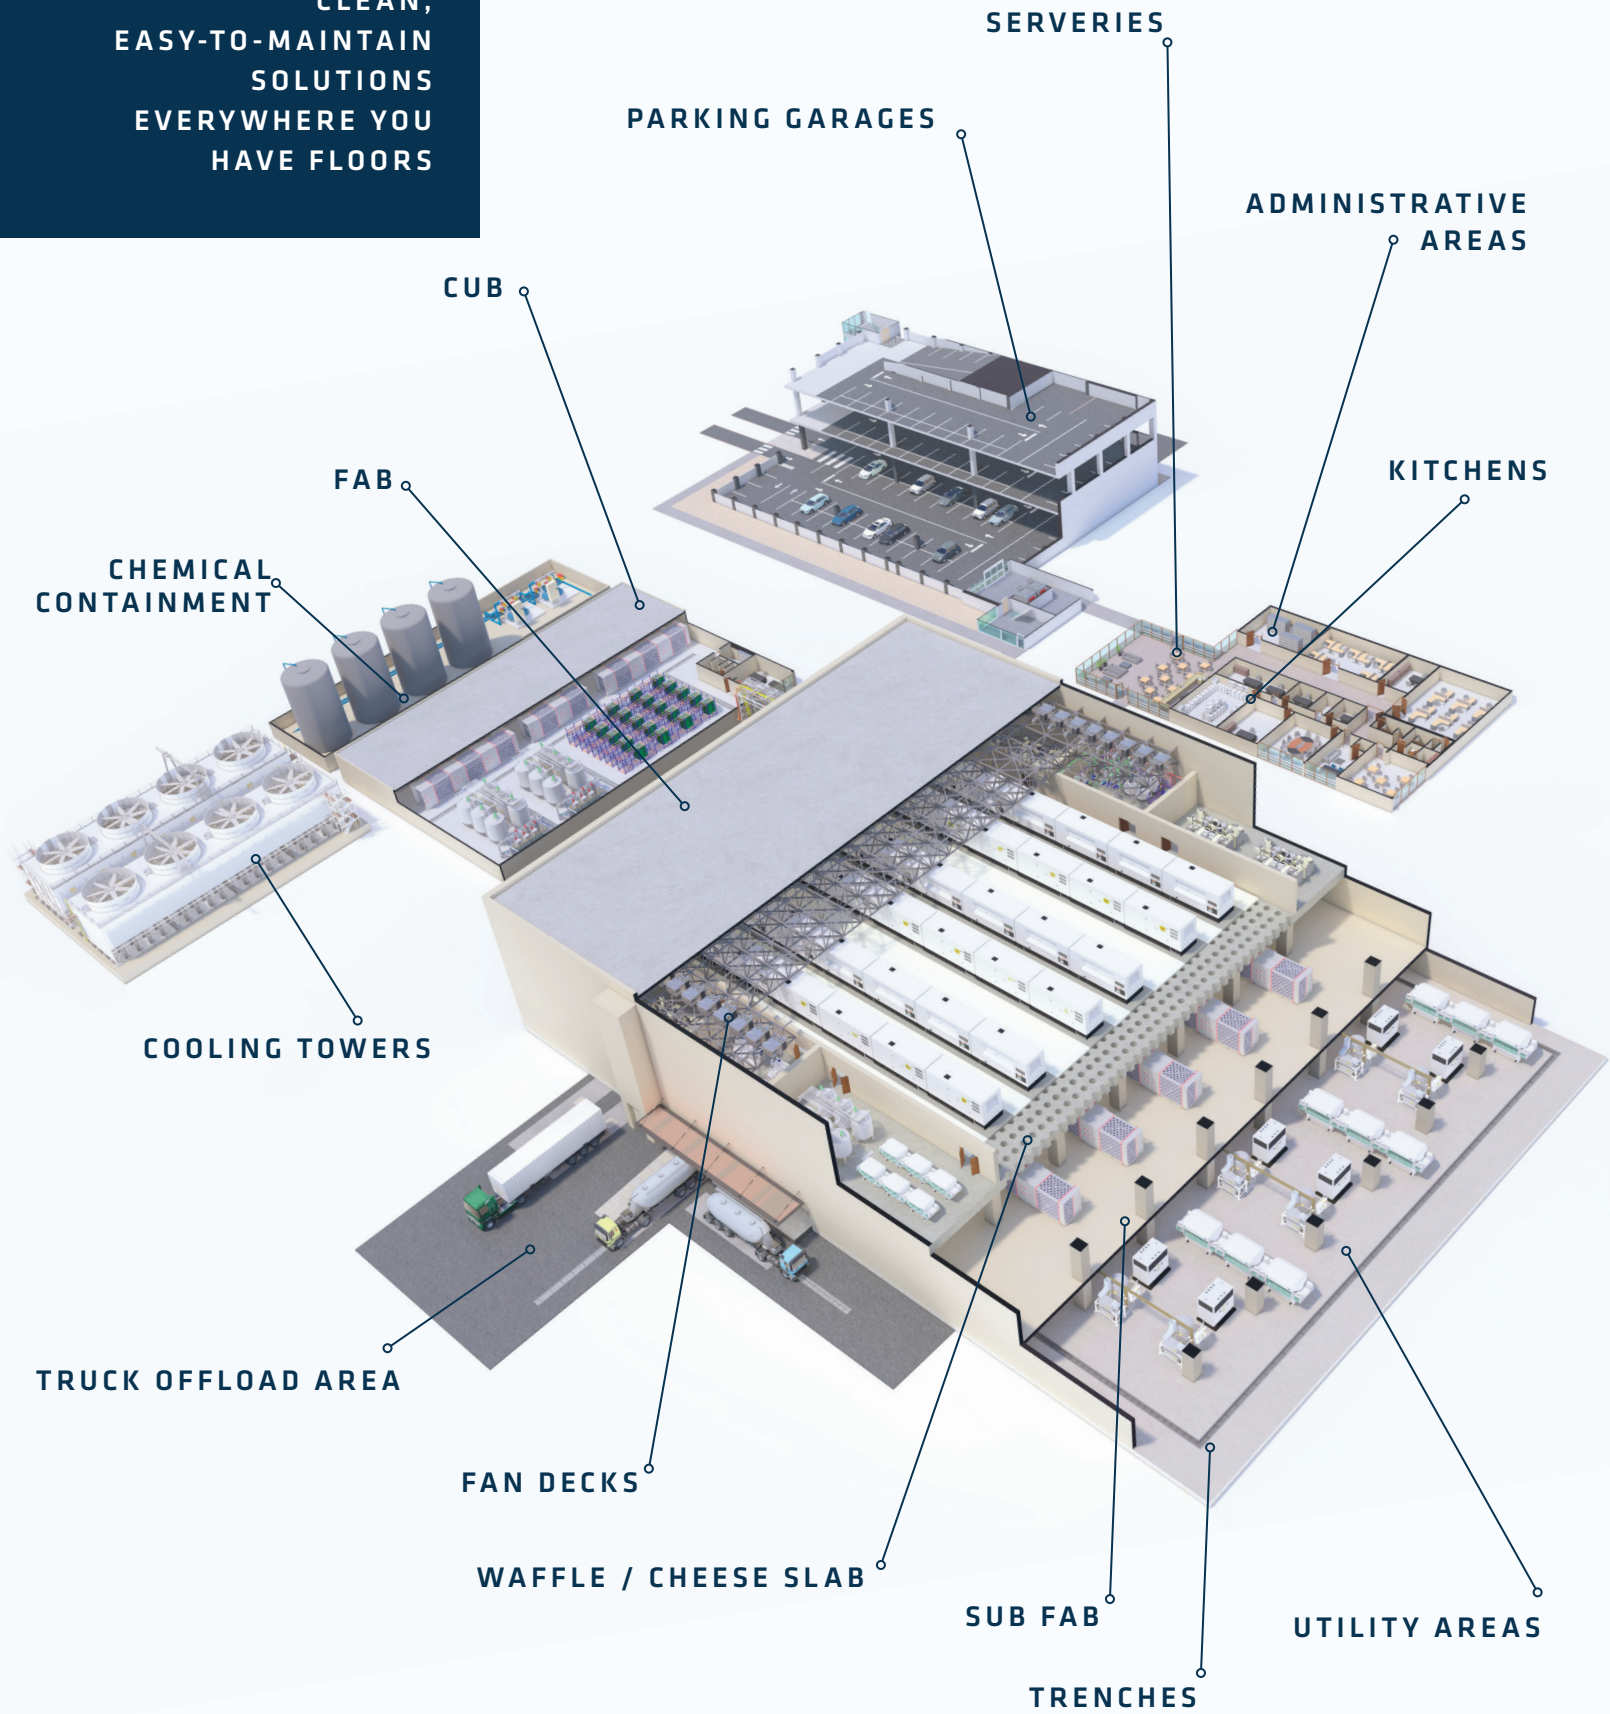 CLEAN,
EASY-TO-MAINTAIN
SOLUTIONS
EVERYWHERE YOU
HAVE FLOORS
SERVERIES
PARKING GARAGES
ADMINISTRATIVE
AREAS
CUB
KITCHENS
FAB
CHEMICAL
CONTAINMENT
COOLING TOWERS
TRUCK OFFLOAD AREA
FAN DECKS
WAFFLE / CHEESE SLAB
SUB FAB
UTILITY AREAS
TRENCHES